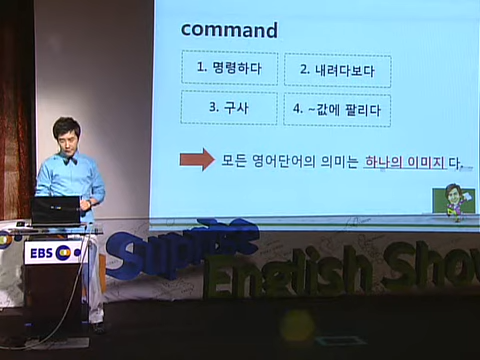 command
1. 명령하다
2. 내려다보다
3. 구사
4. ~값에 팔리다
모든 영어단어의 의미는 하나의 이미지다.
EBS
English Show